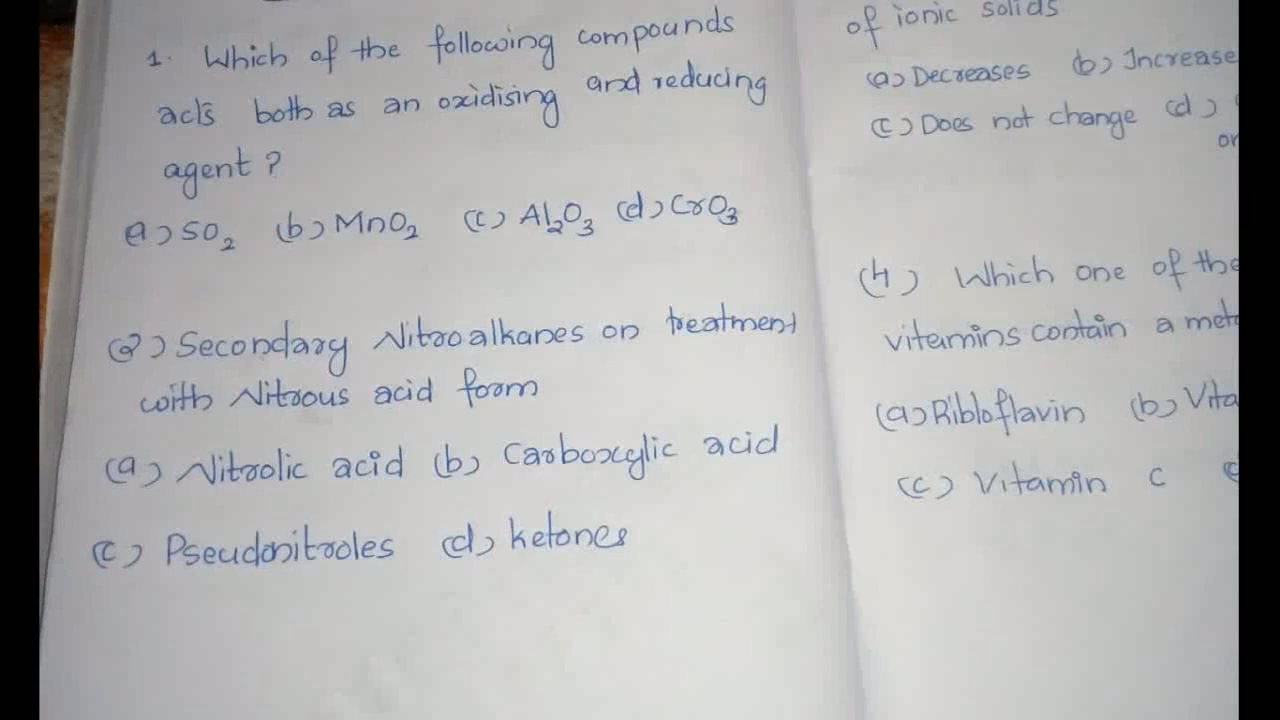 1. Which of the following compounds
acts both as an oxidising and reducing
agent?
a) SO2 (b) MnO2 (c) Al2O3 (d) CrO3
(2) Secondary Nitroalkanes on treatment
with Nitrous acid form
(a) Nitrolic acid (b) Carboxylic acid
(c) Pseudonitroles (d) ketones
of ionic solids
(a) Decreases (b) Increase
(c) Does not change (d)
(4) Which one of the
vitamins contain a
(a) Ribloflavin (b)
(c) Vitamin C